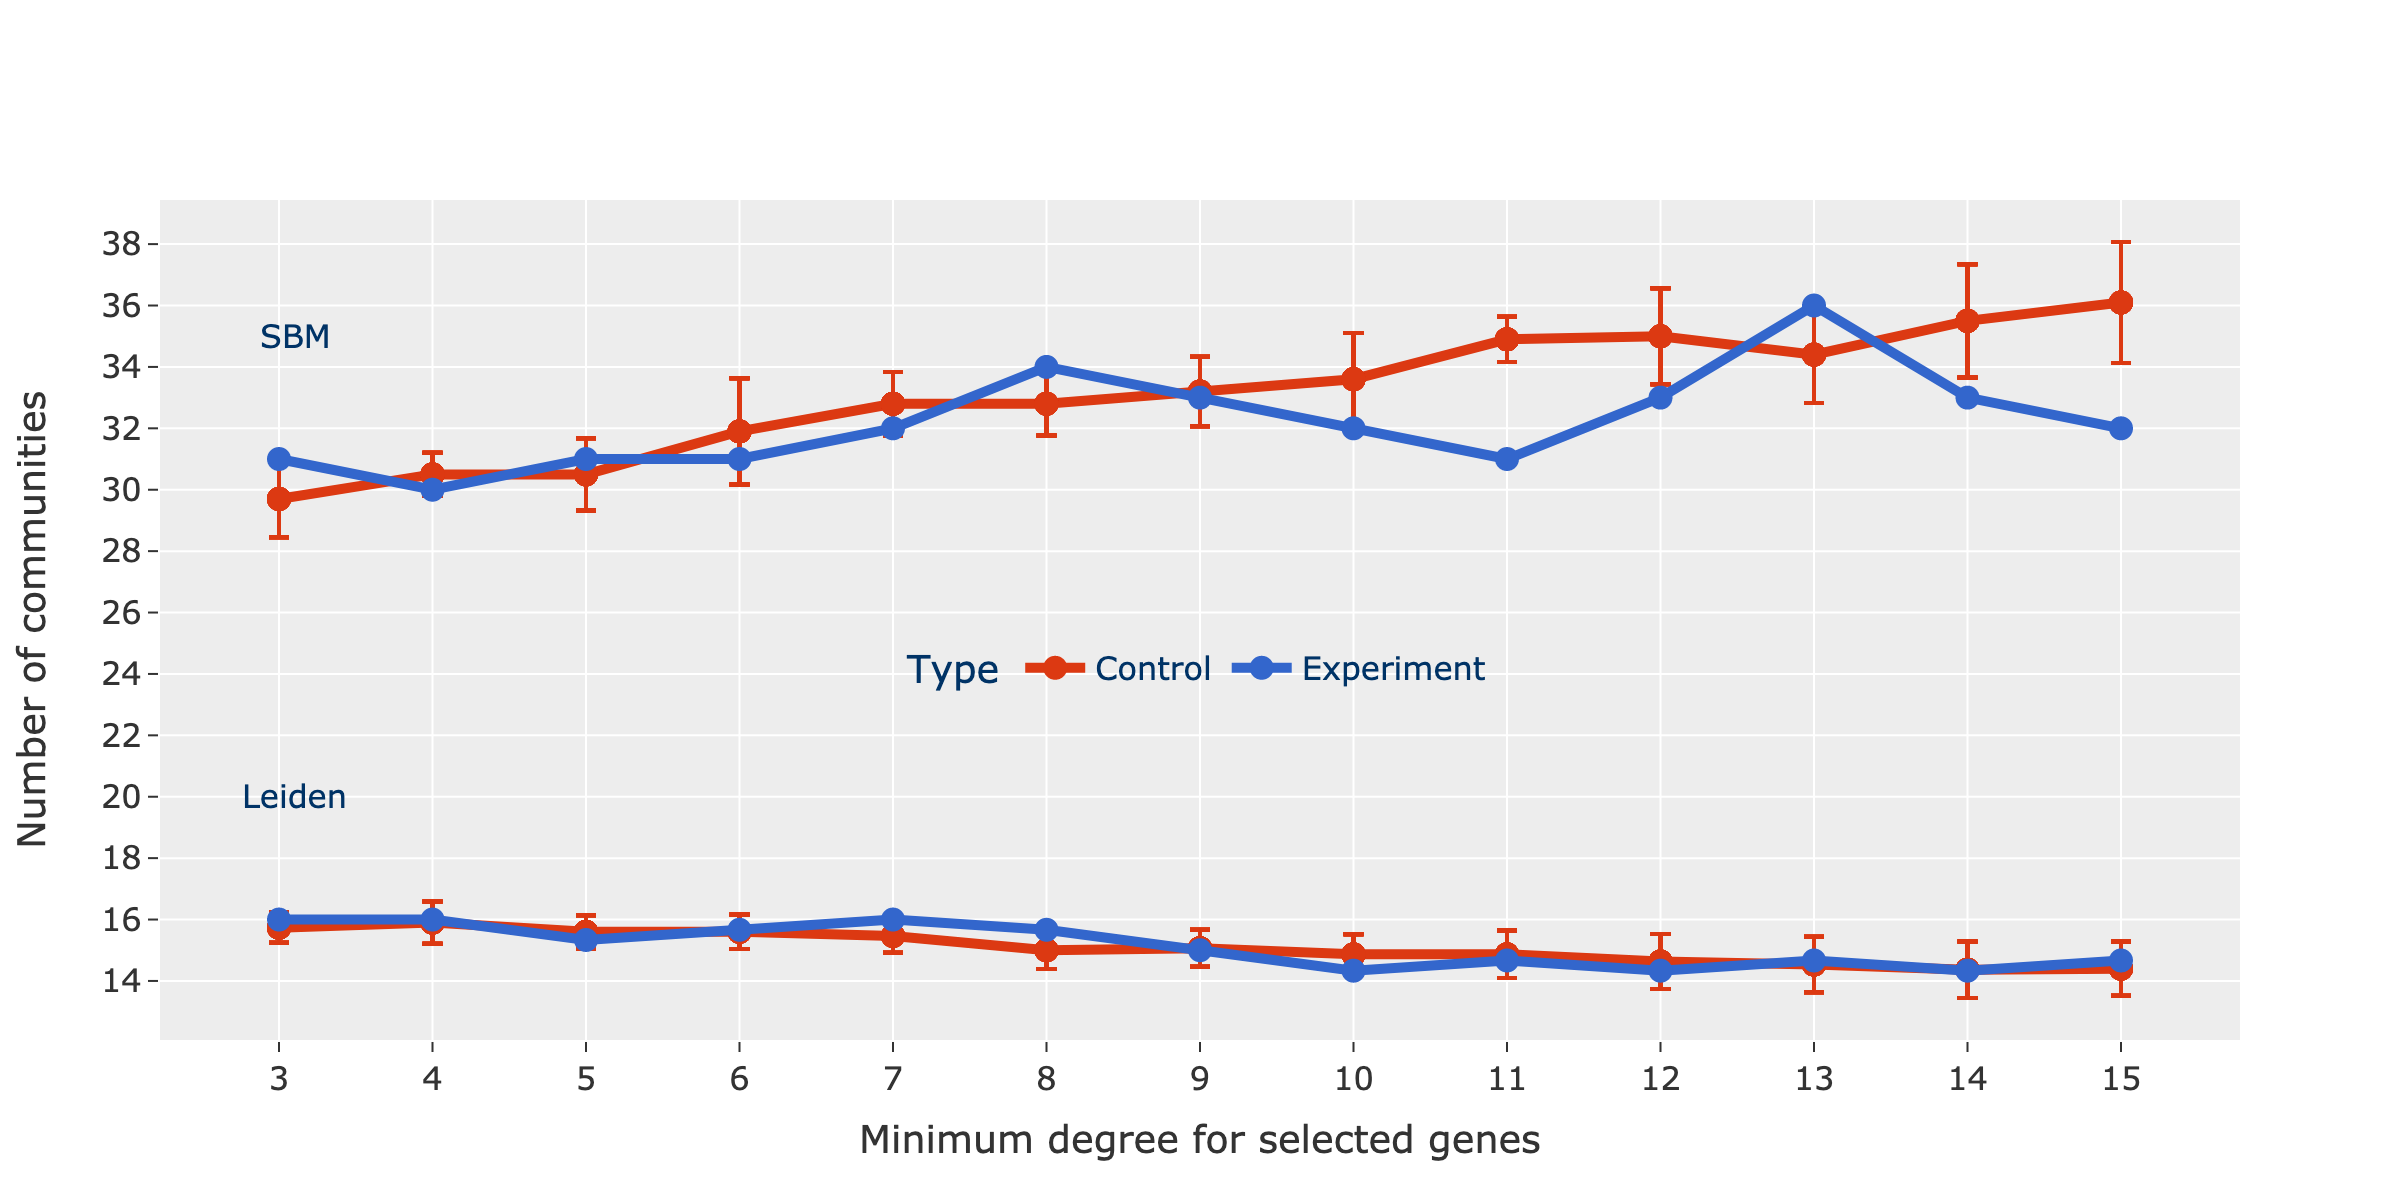 38
36
SBM
34
32
30
28
26
Type Control Experiment
24
22
20
Leiden
18
16
14
Number of communities
3 4 5 6 7 8 9 10 11 12 13 14 15
Minimum degree for selected genes